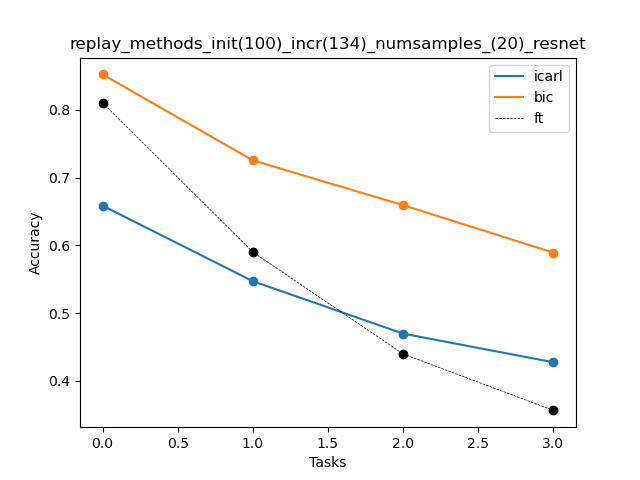 replay_methods_init(100)_incr(134)_numsamples_(20)_resnet
icarl
bic
ft
Accuracy
0.8
0.7
0.6
0.5
0.4
0.0 0.5 1.0 1.5 2.0 2.5 3.0
Tasks